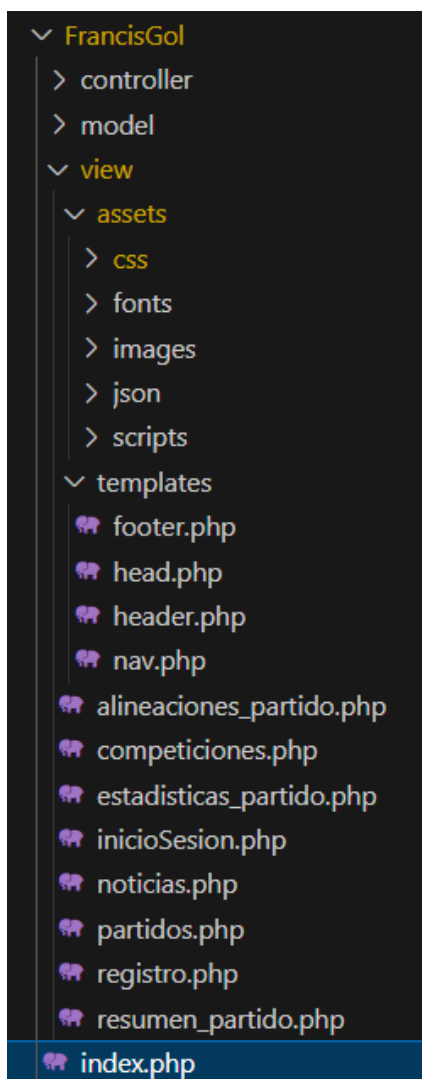 FrancisGol
controller
model
view
assets
css
fonts
images
json
scripts
templates
footer.php
head.php
header.php
nav.php
alineaciones_partido.php
competiciones.php
estadisticas_partido.php
inicioSesion.php
noticias.php
partidos.php
registro.php
resumen_partido.php
index.php